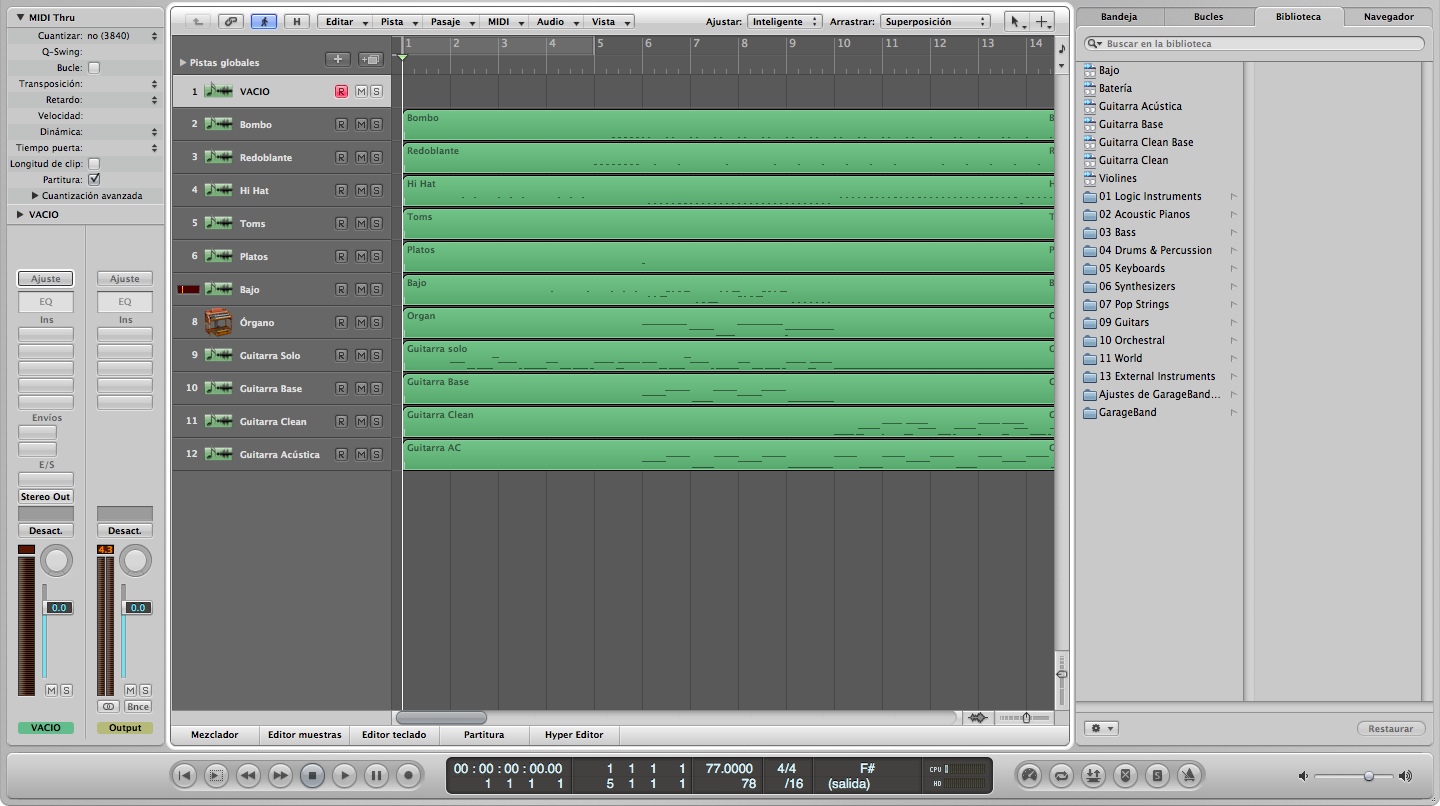 MIDI Thru
Cuantizar: no (3840)
Q-Swing:
Bucle:
Transposición:
Retardo:
Velocidad:
Dinámica:
Tiempo puerta:
Longitud de clip:
Partitura:
Cuantización avanzada
VACIO
Ajuste Ajuste
EQ EQ
Ins Ins
Envíos
E/S
Stereo Out
Desact. Desact.
4.3
0.0 0.0
M S M S
Bnce
VACIO Output
H Editar Pista Pasaje MIDI Audio Vista Ajustar: Inteligente Arrastrar: Superposición
1 2 3 4 5 6 7 8 9 10 11 12 13 14
Pistas globales
1 VACIO R M S
2 Bombo R M S Bombo B
3 Redoblante R M S Redoblante R
4 Hi Hat R M S Hi Hat H
5 Toms R M S Toms T
6 Platos R M S Platos P
Bajo R M S Bajo B
8 Órgano R M S Organ
9 Guitarra Solo R M S Guitarra solo
10 Guitarra Base R M S Guitarra Base
11 Guitarra Clean R M S Guitarra Clean
12 Guitarra Acústica R M S Guitarra AC
Mezclador Editor muestras Editor teclado Partitura Hyper Editor
Bandeja Bucles Biblioteca Navegador
Buscar en la biblioteca
Bajo
Batería
Guitarra Acústica
Guitarra Base
Guitarra Clean Base
Guitarra Clean
Violines
01 Logic Instruments
02 Acoustic Pianos
03 Bass
04 Drums & Percussion
05 Keyboards
06 Synthesizers
07 Pop Strings
09 Guitars
10 Orchestral
11 World
13 External Instruments
Ajustes de GarageBand...
GarageBand
Restaurar
00 : 00 : 00 : 00.00 1 1 1 1 77.0000 4/4 F# CPU
1 1 1 1 5 1 1 1 78 /16 (salida) HD
S